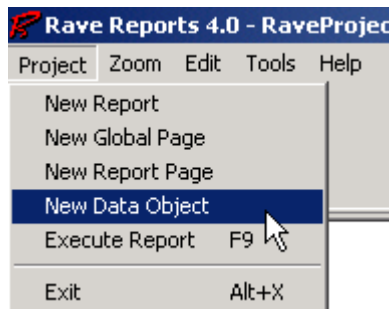 Rave Reports 4.0 - RaveProjec
Project Zoom Edit Tools Help
New Report
New Global Page
New Report Page
New Data Object
Execute Report F9
Exit Alt+X